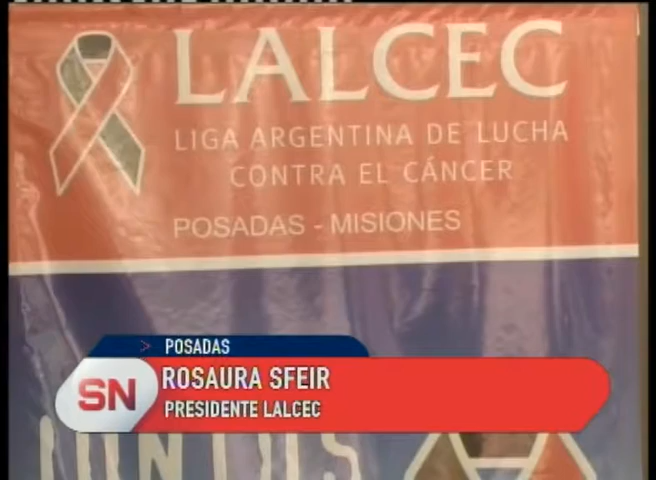 LALCEC
LIGA ARGENTINA DE LUCHA
CONTRA EL CÁNCER
POSADAS - MISIONES
> POSADAS
SN
ROSAURA SFEIR
PRESIDENTE LALCEC